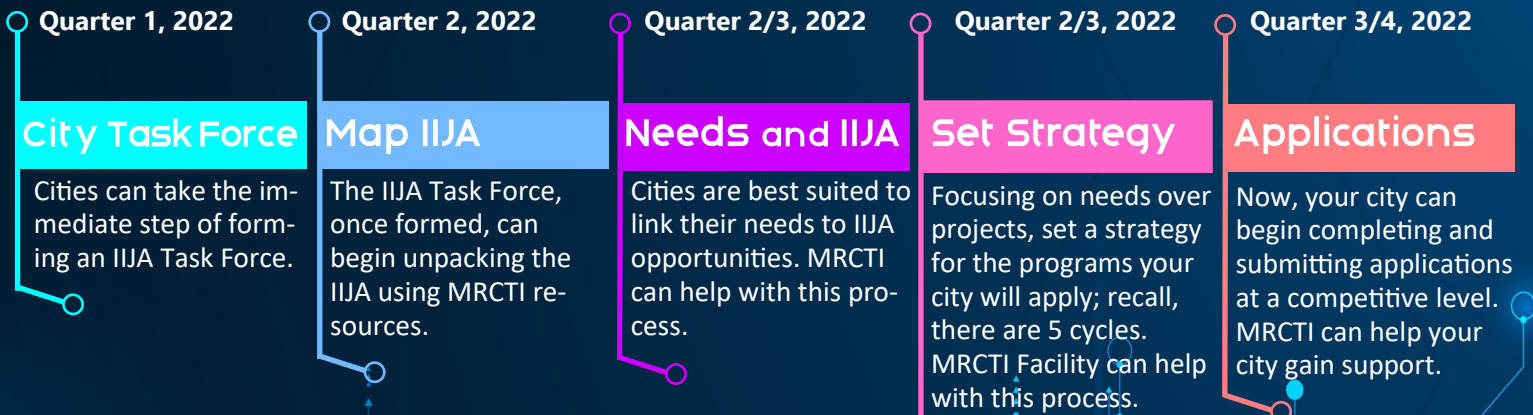 Quarter 1, 2022
City Task Force
Cities can take the im-
mediate step of form-
ing an IIJA Task Force.
Quarter 2, 2022
Map IIJA
The IIJA Task Force,
once formed, can
begin unpacking the
IIJA using MRCTI re-
sources.
Quarter 2/3, 2022
Needs and IIJA
Cities are best suited to
link their needs to IIJA
opportunities. MRCTI
can help with this pro-
cess.
Quarter 2/3, 2022
Set Strategy
Focusing on needs over
projects, set a strategy
for the programs your
city will apply; recall,
there are 5 cycles.
MRCTI Facility can help
with this process.
Quarter 3/4, 2022
Applications
Now, your city can
begin completing and
submitting applications
at a competitive level.
MRCTI can help your
city gain support.